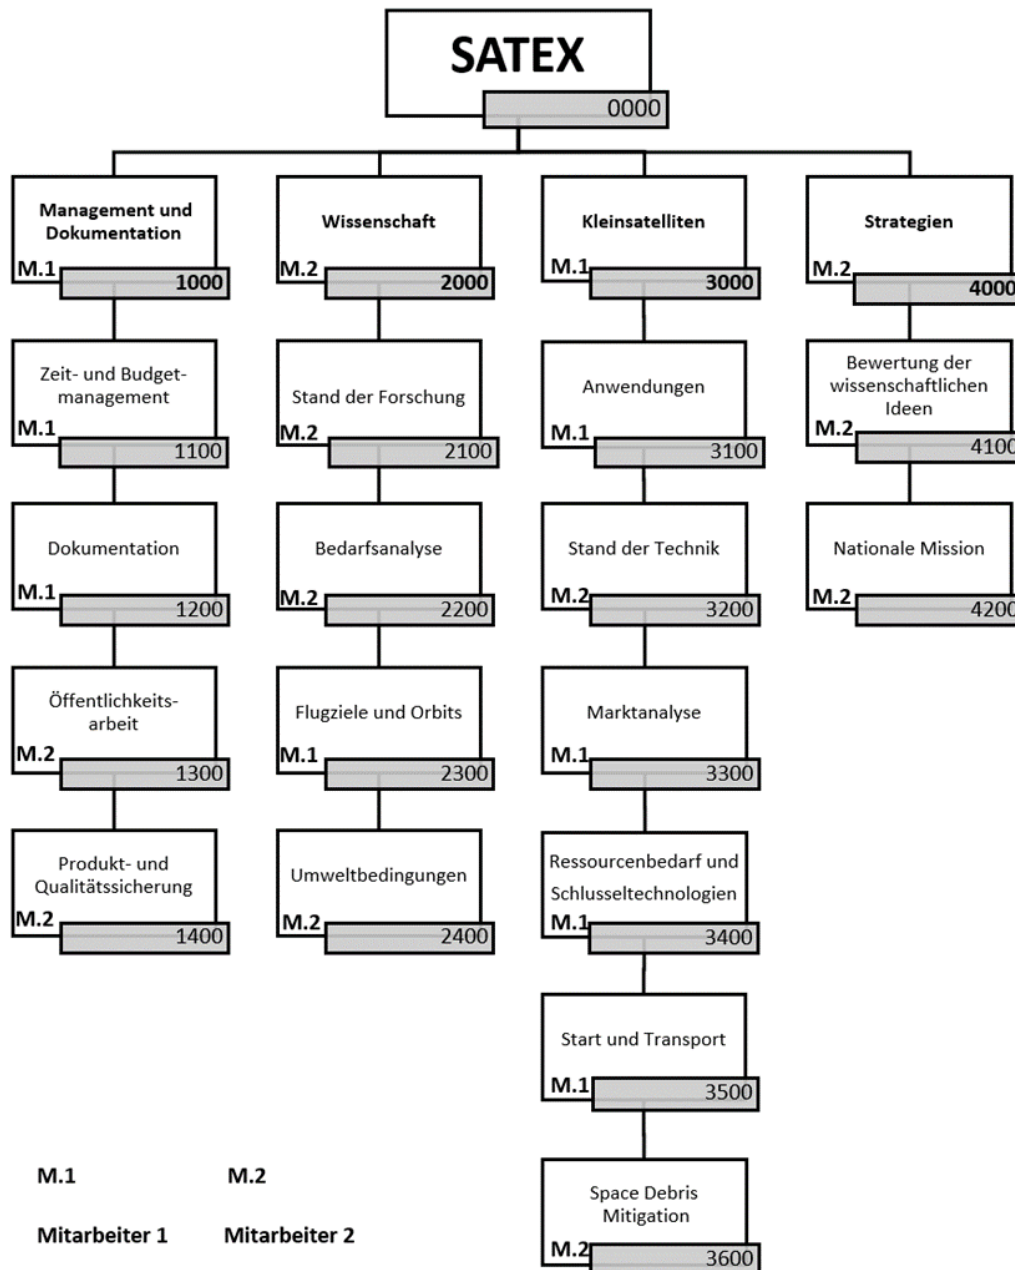 SATEX
0000
Management und
Dokumentation
M.1
1000
Wissenschaft
M.2
2000
Kleinsatelliten
M.1
3000
Strategien
M.2
4000
Zeit- und Budget-
management
M.1
1100
Stand der Forschung
M.2
2100
Anwendungen
M.1
3100
Bewertung der
wissenschaftlichen
Ideen
M.2
4100
Dokumentation
M.1
1200
Bedarfsanalyse
M.2
2200
Stand der Technik
M.2
3200
Nationale Mission
M.2
4200
Öffentlichkeits-
arbeit
M.2
1300
Flugziele und Orbits
M.1
2300
Marktanalyse
M.1
3300
Produkt- und
Qualitätssicherung
M.2
1400
Umweltbedingungen
M.2
2400
Ressourcenbedarf und
Schlusseltechnologien
M.1
3400
Start und Transport
M.1
3500
Space Debris
Mitigation
M.2
3600
M.1 M.2
Mitarbeiter 1 Mitarbeiter 2